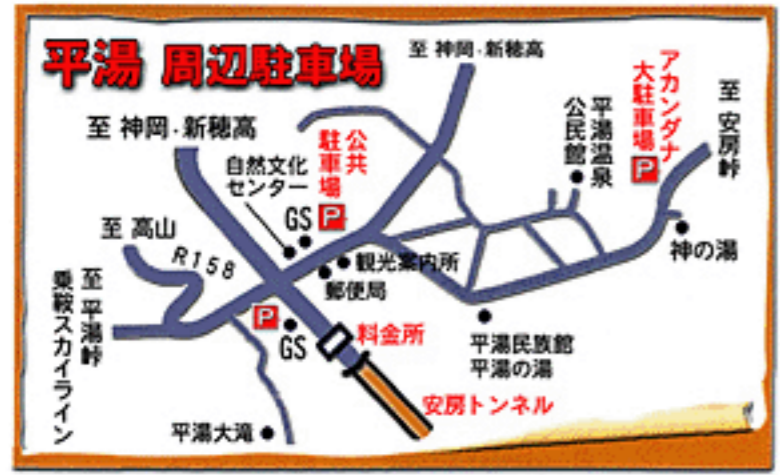 平湯 周辺駐車場
至 神岡・新穂高
至 神岡・新穂高
アカンダナ
大駐車場
P
至 安房峠
平湯温泉
公民館
公共
駐車場
P
自然文化
センター
GS
至 高山
R158
観光案内所
郵便局
神の湯
至 平湯峠
乗鞍スカイライン
P
GS
料金所
平湯民族館
平湯の湯
安房トンネル
平湯大滝